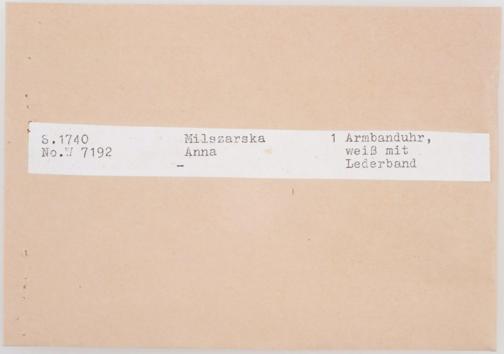 S.1740 Milszarska 1 Armbanduhr,
No.W 7192 Anna weiß mit
– Lederband